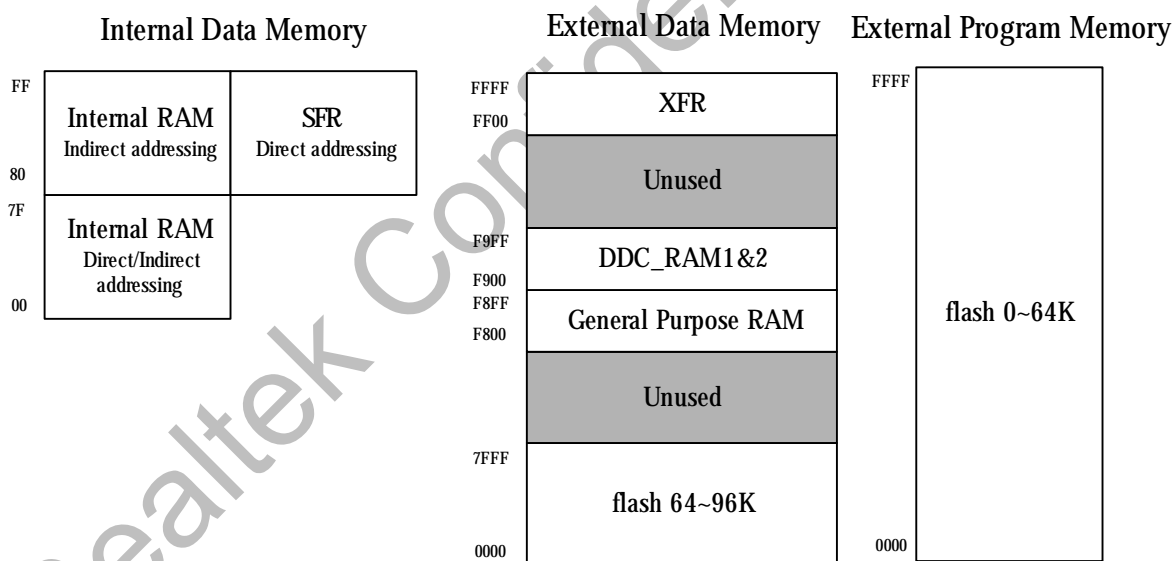 Internal Data Memory
FF
Internal RAM
Indirect addressing
SFR
Direct addressing
80
7F
Internal RAM
Direct/Indirect
addressing
00
External Data Memory
FFFF
XFR
FF00
Unused
F9FF
DDC_RAM1&2
F900
F8FF
General Purpose RAM
F800
Unused
7FFF
flash 64~96K
0000
External Program Memory
FFFF
flash 0~64K
0000
Realtek Confiden